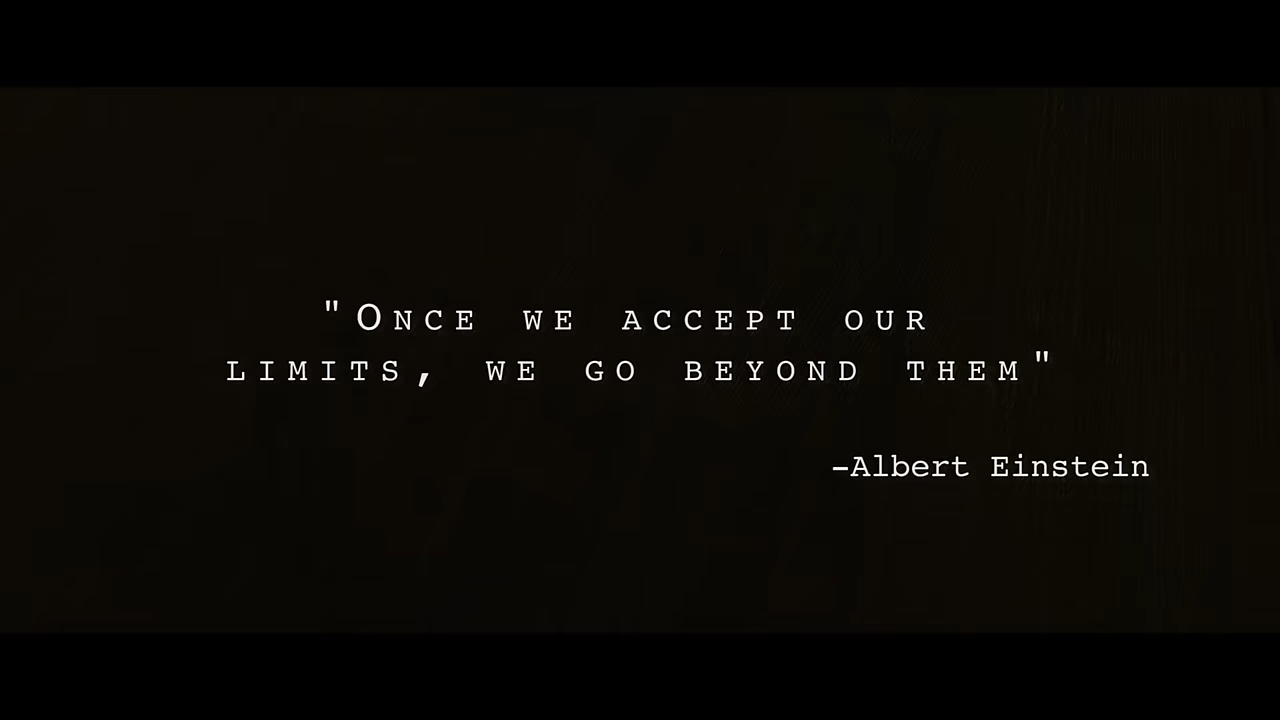 "Once we accept our
limits, we go beyond them"
–Albert Einstein